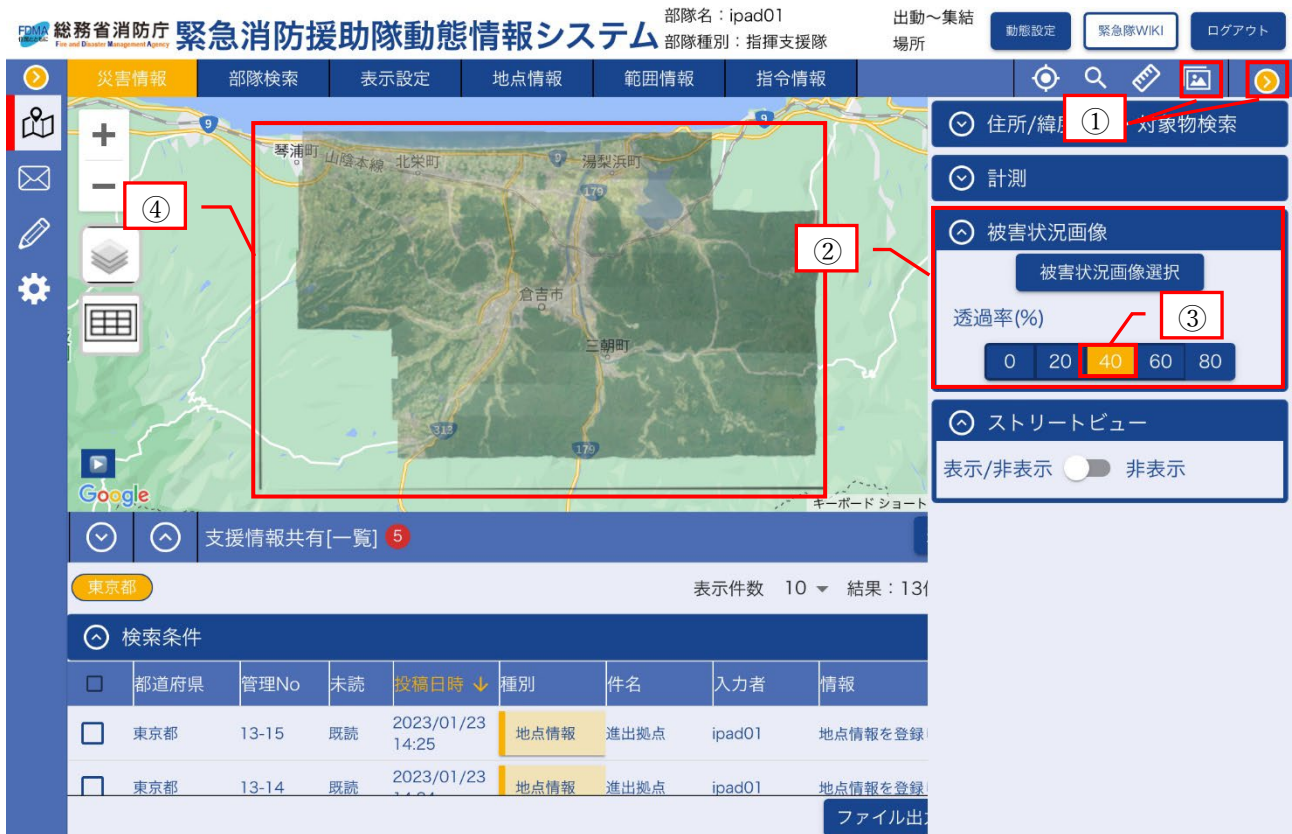 FDMA 総務省消防庁
Fire and Disaster Management Agency
緊急消防援助隊動態情報システム
部隊名：ipad01
部隊種別：指揮支援隊
出動～集結
場所
動態設定
緊急隊WIKI
ログアウト
災害情報 部隊検索 表示設定 地点情報 範囲情報 指令情報
①
住所/緯
対象物検索
計測
②
被害状況画像
被害状況画像選択
透過率(%)
③
0 20 40 60 80
ストリートビュー
表示/非表示 非表示
④
+
−
9
9
9
琴浦町
山陰本線
北栄町
湯梨浜町
179
倉吉市
三朝町
313
179
Google
キーボード ショート
支援情報共有[一覧] 5
東京都
表示件数 10 結果：13
検索条件
都道府県 管理No 未読 投稿日時 種別 件名 入力者 情報
東京都 13-15 既読 2023/01/23 14:25 地点情報 進出拠点 ipad01 地点情報を登録
東京都 13-14 既読 2023/01/23 地点情報 進出拠点 ipad01 地点情報を登録
ファイル出